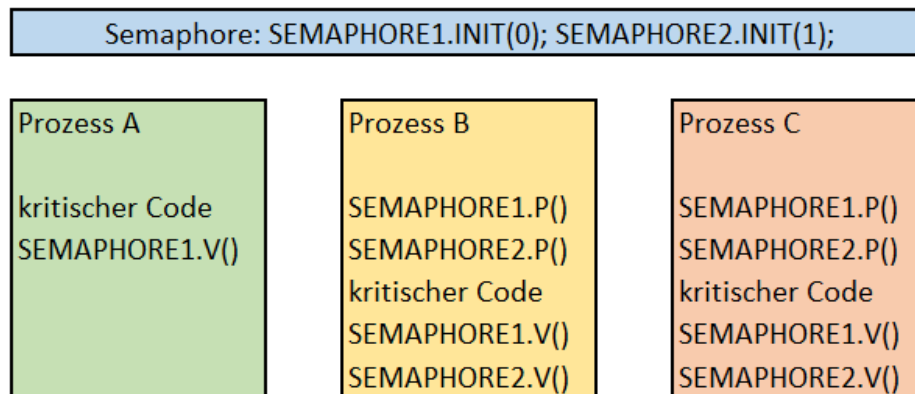 Semaphore: SEMAPHORE1.INIT(0); SEMAPHORE2.INIT(1);
Prozess A
kritischer Code
SEMAPHORE1.V()
Prozess B
SEMAPHORE1.P()
SEMAPHORE2.P()
kritischer Code
SEMAPHORE1.V()
SEMAPHORE2.V()
Prozess C
SEMAPHORE1.P()
SEMAPHORE2.P()
kritischer Code
SEMAPHORE1.V()
SEMAPHORE2.V()